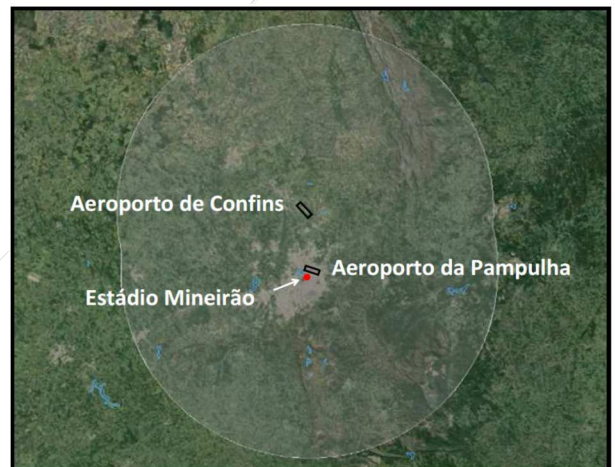 Aeroporto de Confins
Aeroporto da Pampulha
Estádio Mineirão